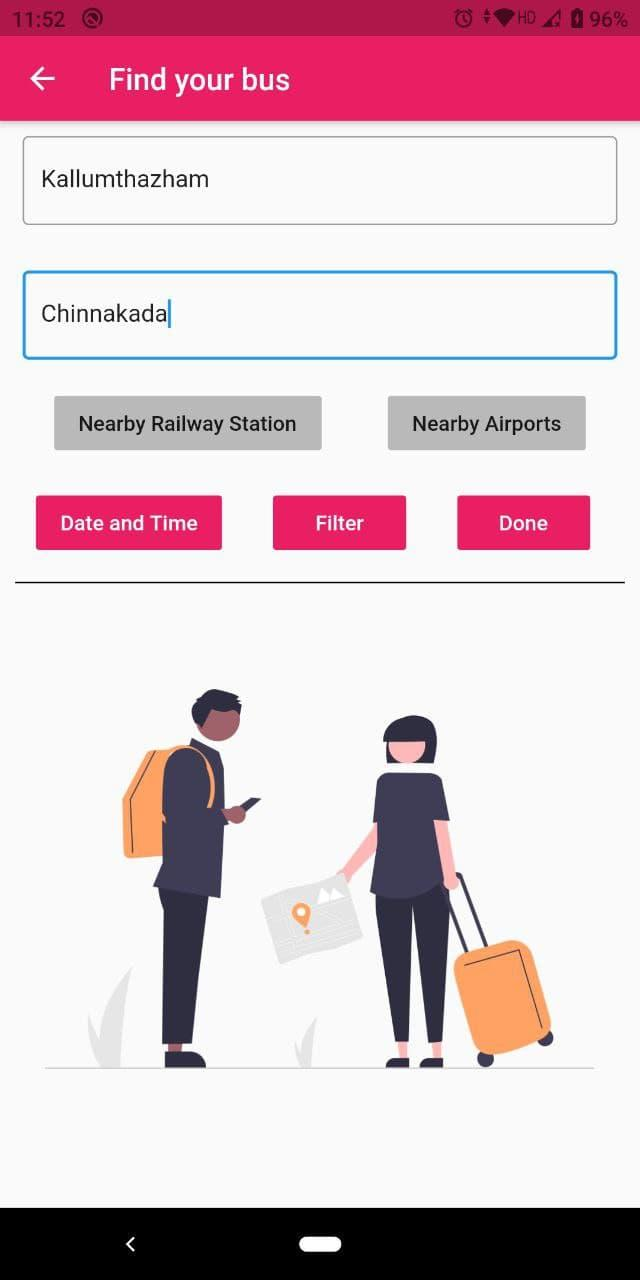 11:52 HD 96%
Find your bus
Kallumthazham
Chinnakada
Nearby Railway Station Nearby Airports
Date and Time Filter Done